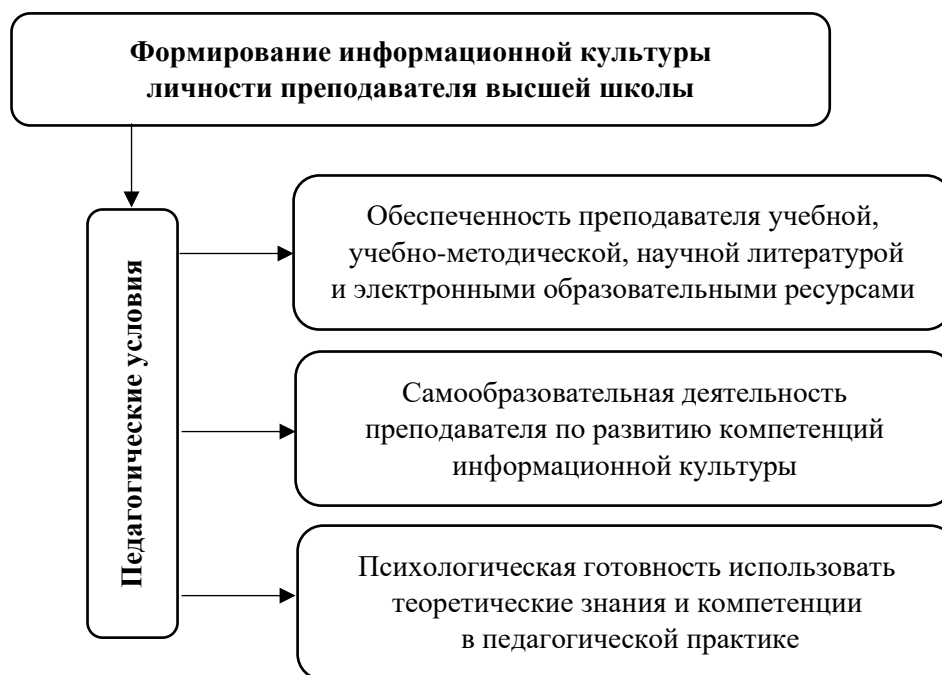 Формирование информационной культуры
личности преподавателя высшей школы
Педагогические условия
Обеспеченность преподавателя учебной,
учебно-методической, научной литературой
и электронными образовательными ресурсами
Самообразовательная деятельность
преподавателя по развитию компетенций
информационной культуры
Психологическая готовность использовать
теоретические знания и компетенции
в педагогической практике